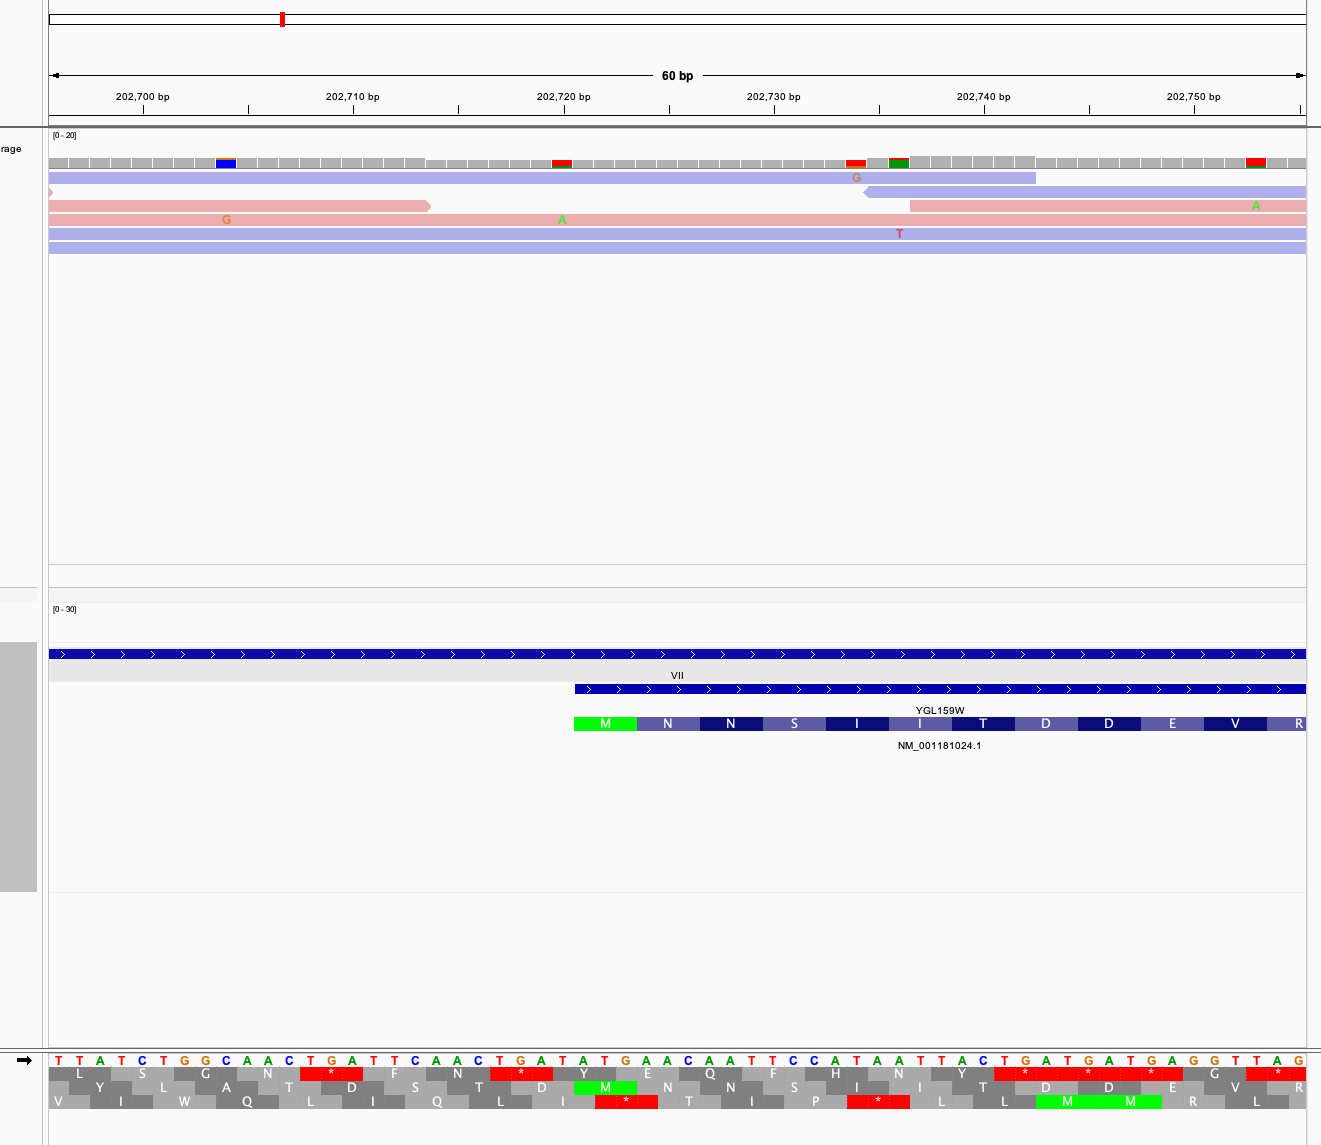 60 bp
202,700 bp 202,710 bp 202,720 bp 202,730 bp 202,740 bp 202,750 bp
[0 - 20]
rage
G
A
G A
T
[0 - 30]
VII
YGL159W
M N N S I I T D D E V R
NM_001181024.1
T T A T C T G G C A A C T G A T T C A A C T G A T A T G A A C A A T T C C A T A A T T A C T G A T G A T G A G G T T A G
L S G N * F N * Y E Q F H N Y * * * G *
Y L A T D S T D M N N S I I T D D E V R
V I W Q L I Q L I * T I P * L L M M R L